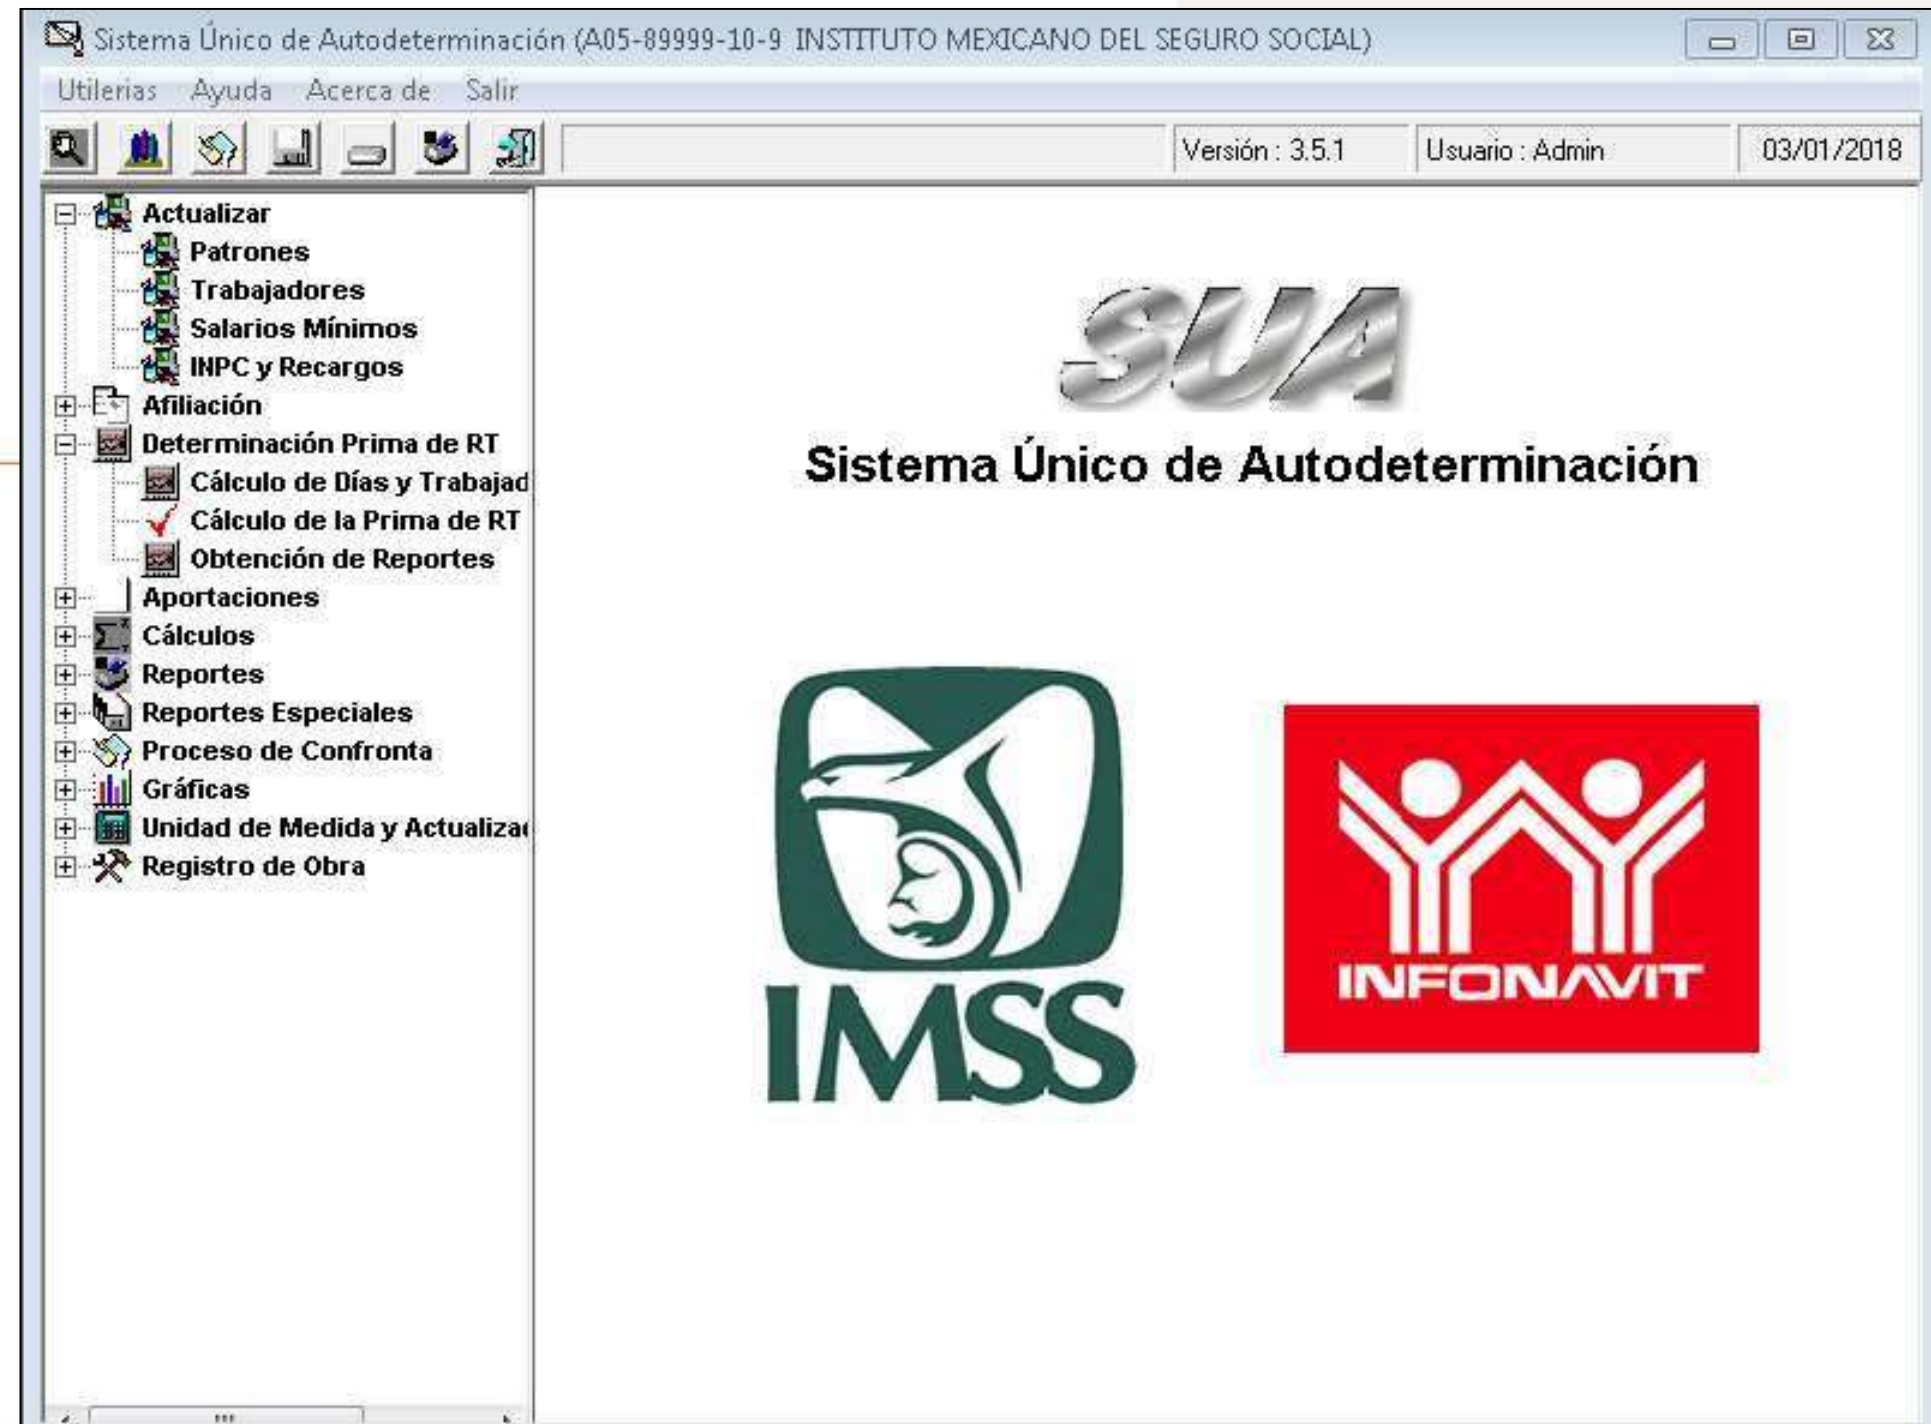 Sistema Único de Autodeterminación (A05-89999-10-9 INSTITUTO MEXICANO DEL SEGURO SOCIAL)
Utilerias Ayuda Acerca de Salir
Versión : 3.5.1 Usuario : Admin 03/01/2018
Actualizar
Patrones
Trabajadores
Salarios Mínimos
INPC y Recargos
Afiliación
Determinación Prima de RT
Cálculo de Días y Trabajad
Cálculo de la Prima de RT
Obtención de Reportes
Aportaciones
Cálculos
Reportes
Reportes Especiales
Proceso de Confronta
Gráficas
Unidad de Medida y Actualiza
Registro de Obra
SUA
Sistema Único de Autodeterminación
IMSS
INFONAVIT